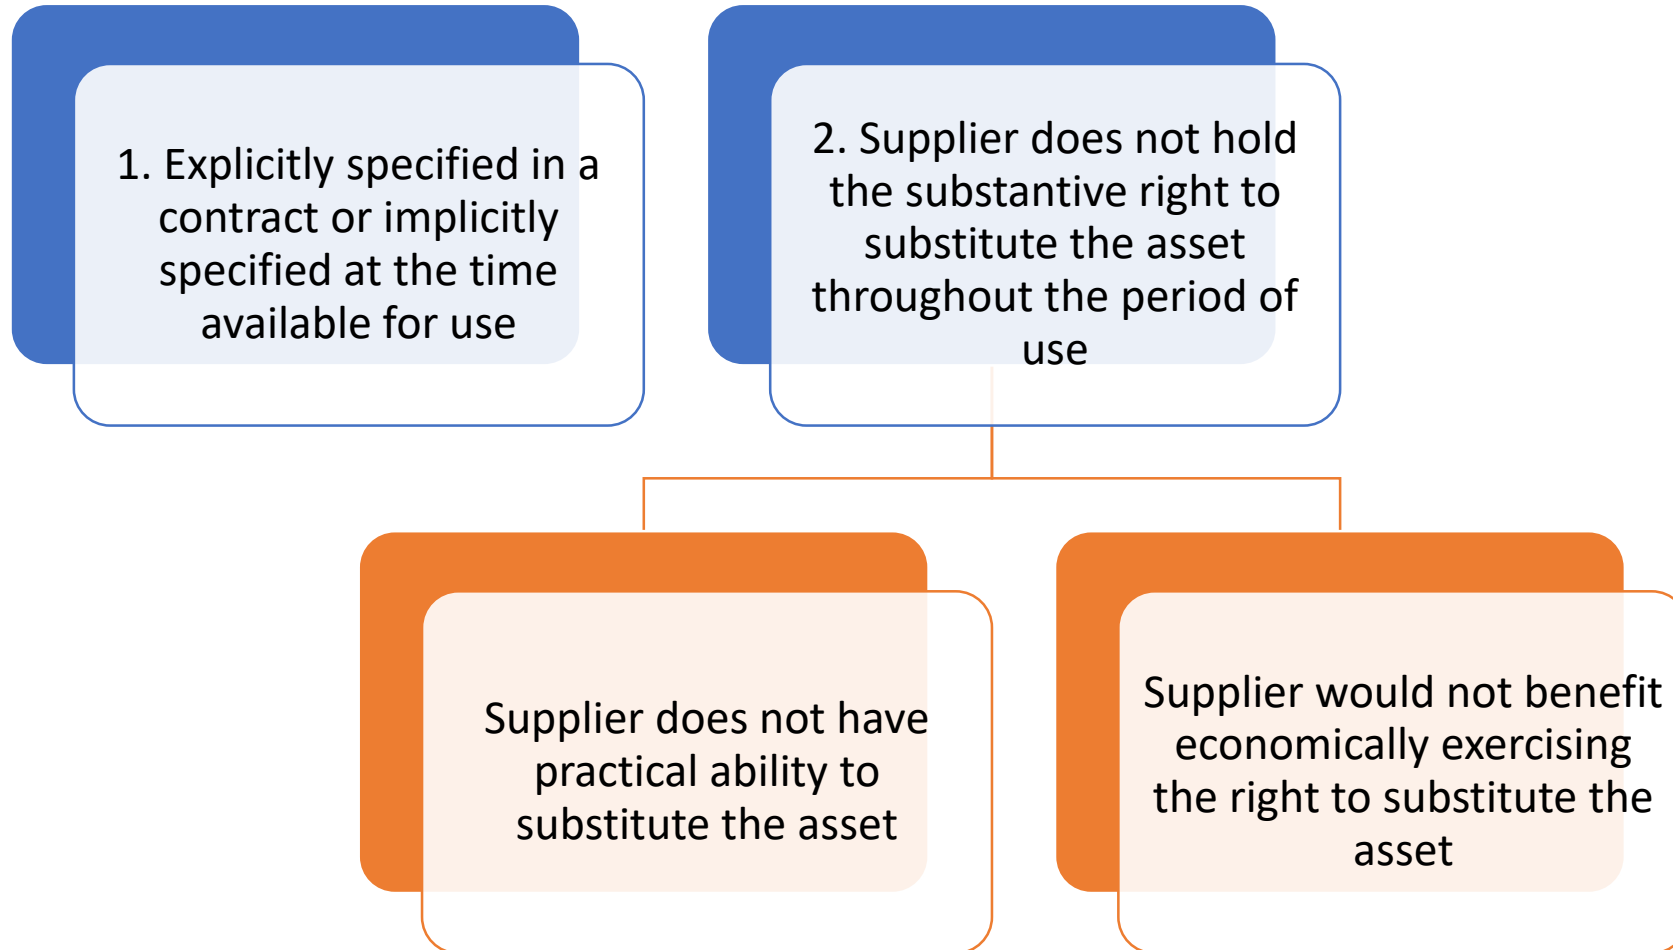 1. Explicitly specified in a
contract or implicitly
specified at the time
available for use
2. Supplier does not hold
the substantive right to
substitute the asset
throughout the period of
use
Supplier does not have
practical ability to
substitute the asset
Supplier would not benefit
economically exercising
the right to substitute the
asset